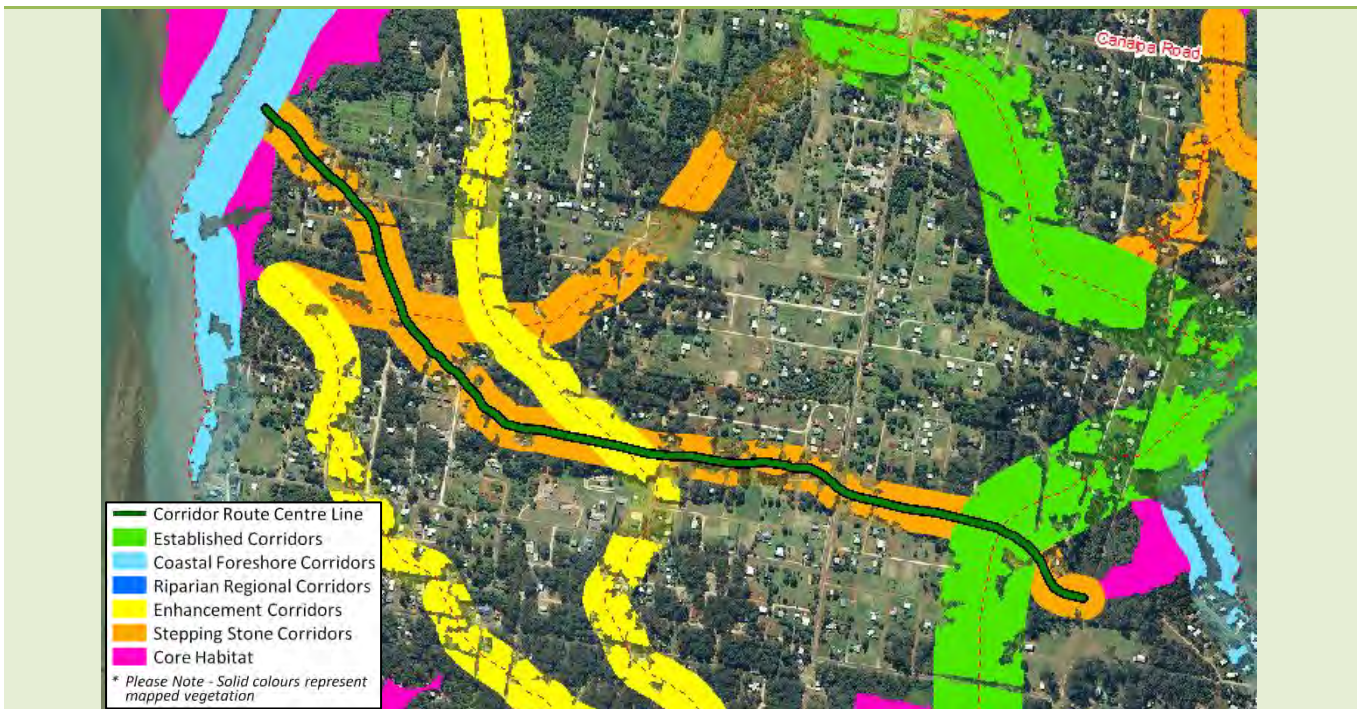 Canaipa Road
Corridor Route Centre Line
Established Corridors
Coastal Foreshore Corridors
Riparian Regional Corridors
Enhancement Corridors
Stepping Stone Corridors
Core Habitat
* Please Note - Solid colours represent
mapped vegetation